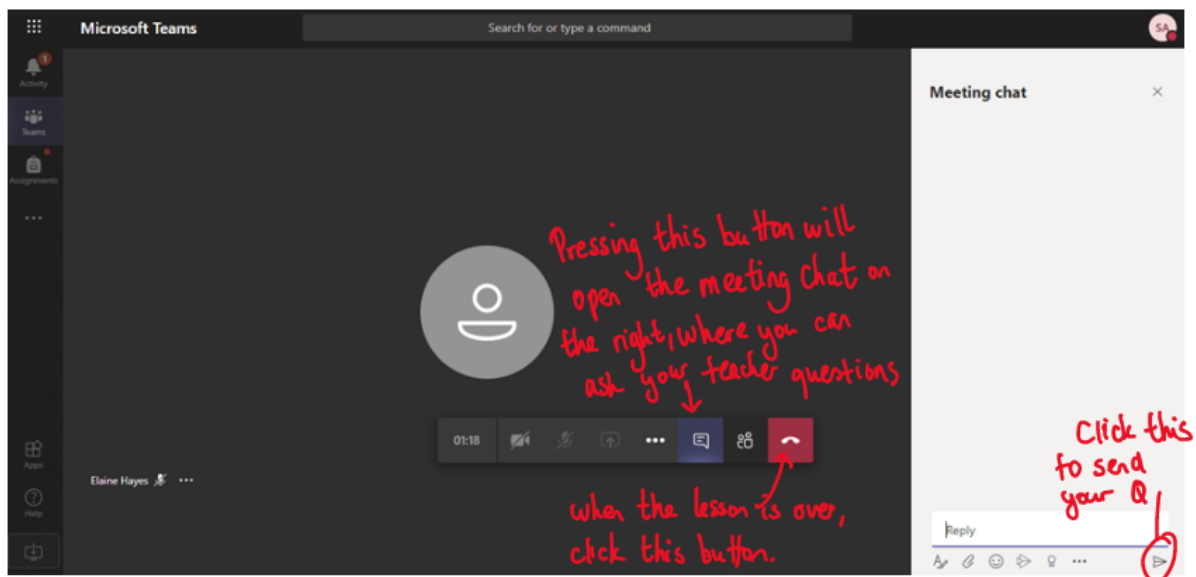 Microsoft Teams
Search for or type a command
SA
1
Activity
Teams
Assignments
Meeting chat
Pressing this button will
open the meeting chat on
the right, where you can
ask your teacher questions
01:18
Elaine Hayes
Apps
Help
when the lesson is over,
click this button.
Click this
to send
your Q
Reply